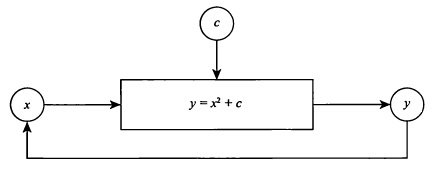 c
x
y = x² + c
y